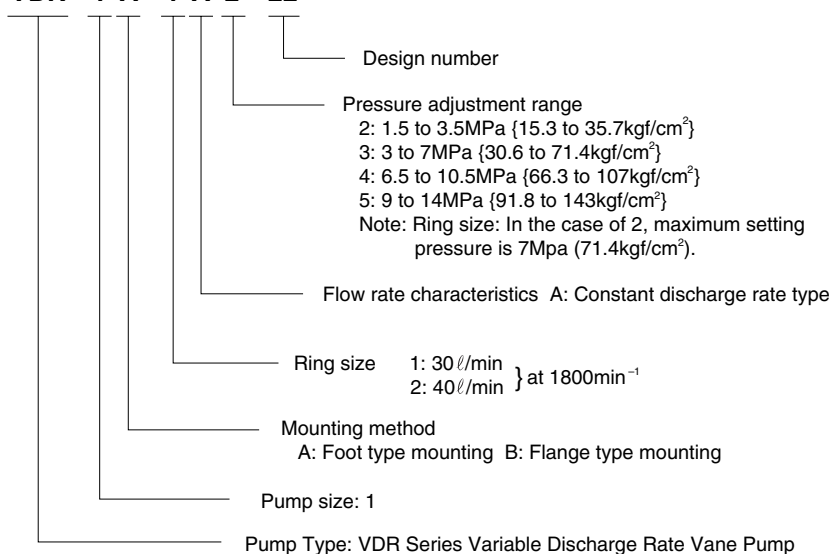 Design number
Pressure adjustment range
2: 1.5 to 3.5MPa {15.3 to 35.7kgf/cm²}
3: 3 to 7MPa {30.6 to 71.4kgf/cm²}
4: 6.5 to 10.5MPa {66.3 to 107kgf/cm²}
5: 9 to 14MPa {91.8 to 143kgf/cm²}
Note: Ring size: In the case of 2, maximum setting
pressure is 7Mpa (71.4kgf/cm²).
Flow rate characteristics A: Constant discharge rate type
Ring size 1: 30ℓ/min
2: 40ℓ/min } at 1800min⁻¹
Mounting method
A: Foot type mounting B: Flange type mounting
Pump size: 1
Pump Type: VDR Series Variable Discharge Rate Vane Pump